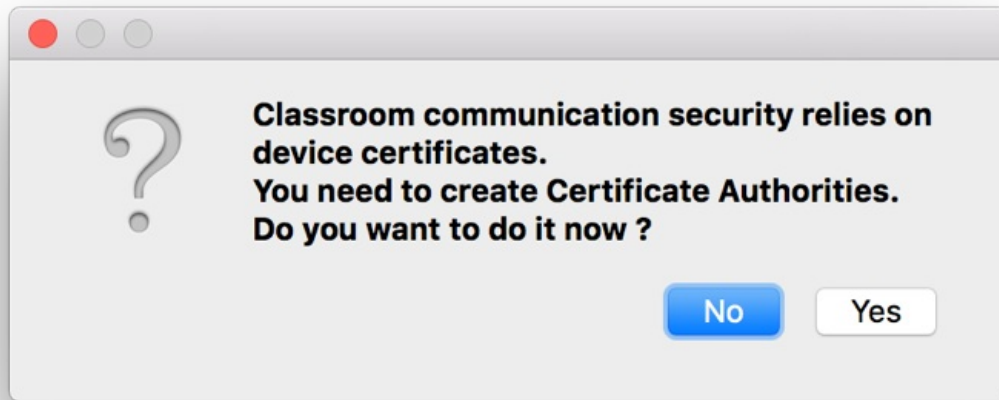 Classroom communication security relies on
device certificates.
You need to create Certificate Authorities.
Do you want to do it now ?
No Yes